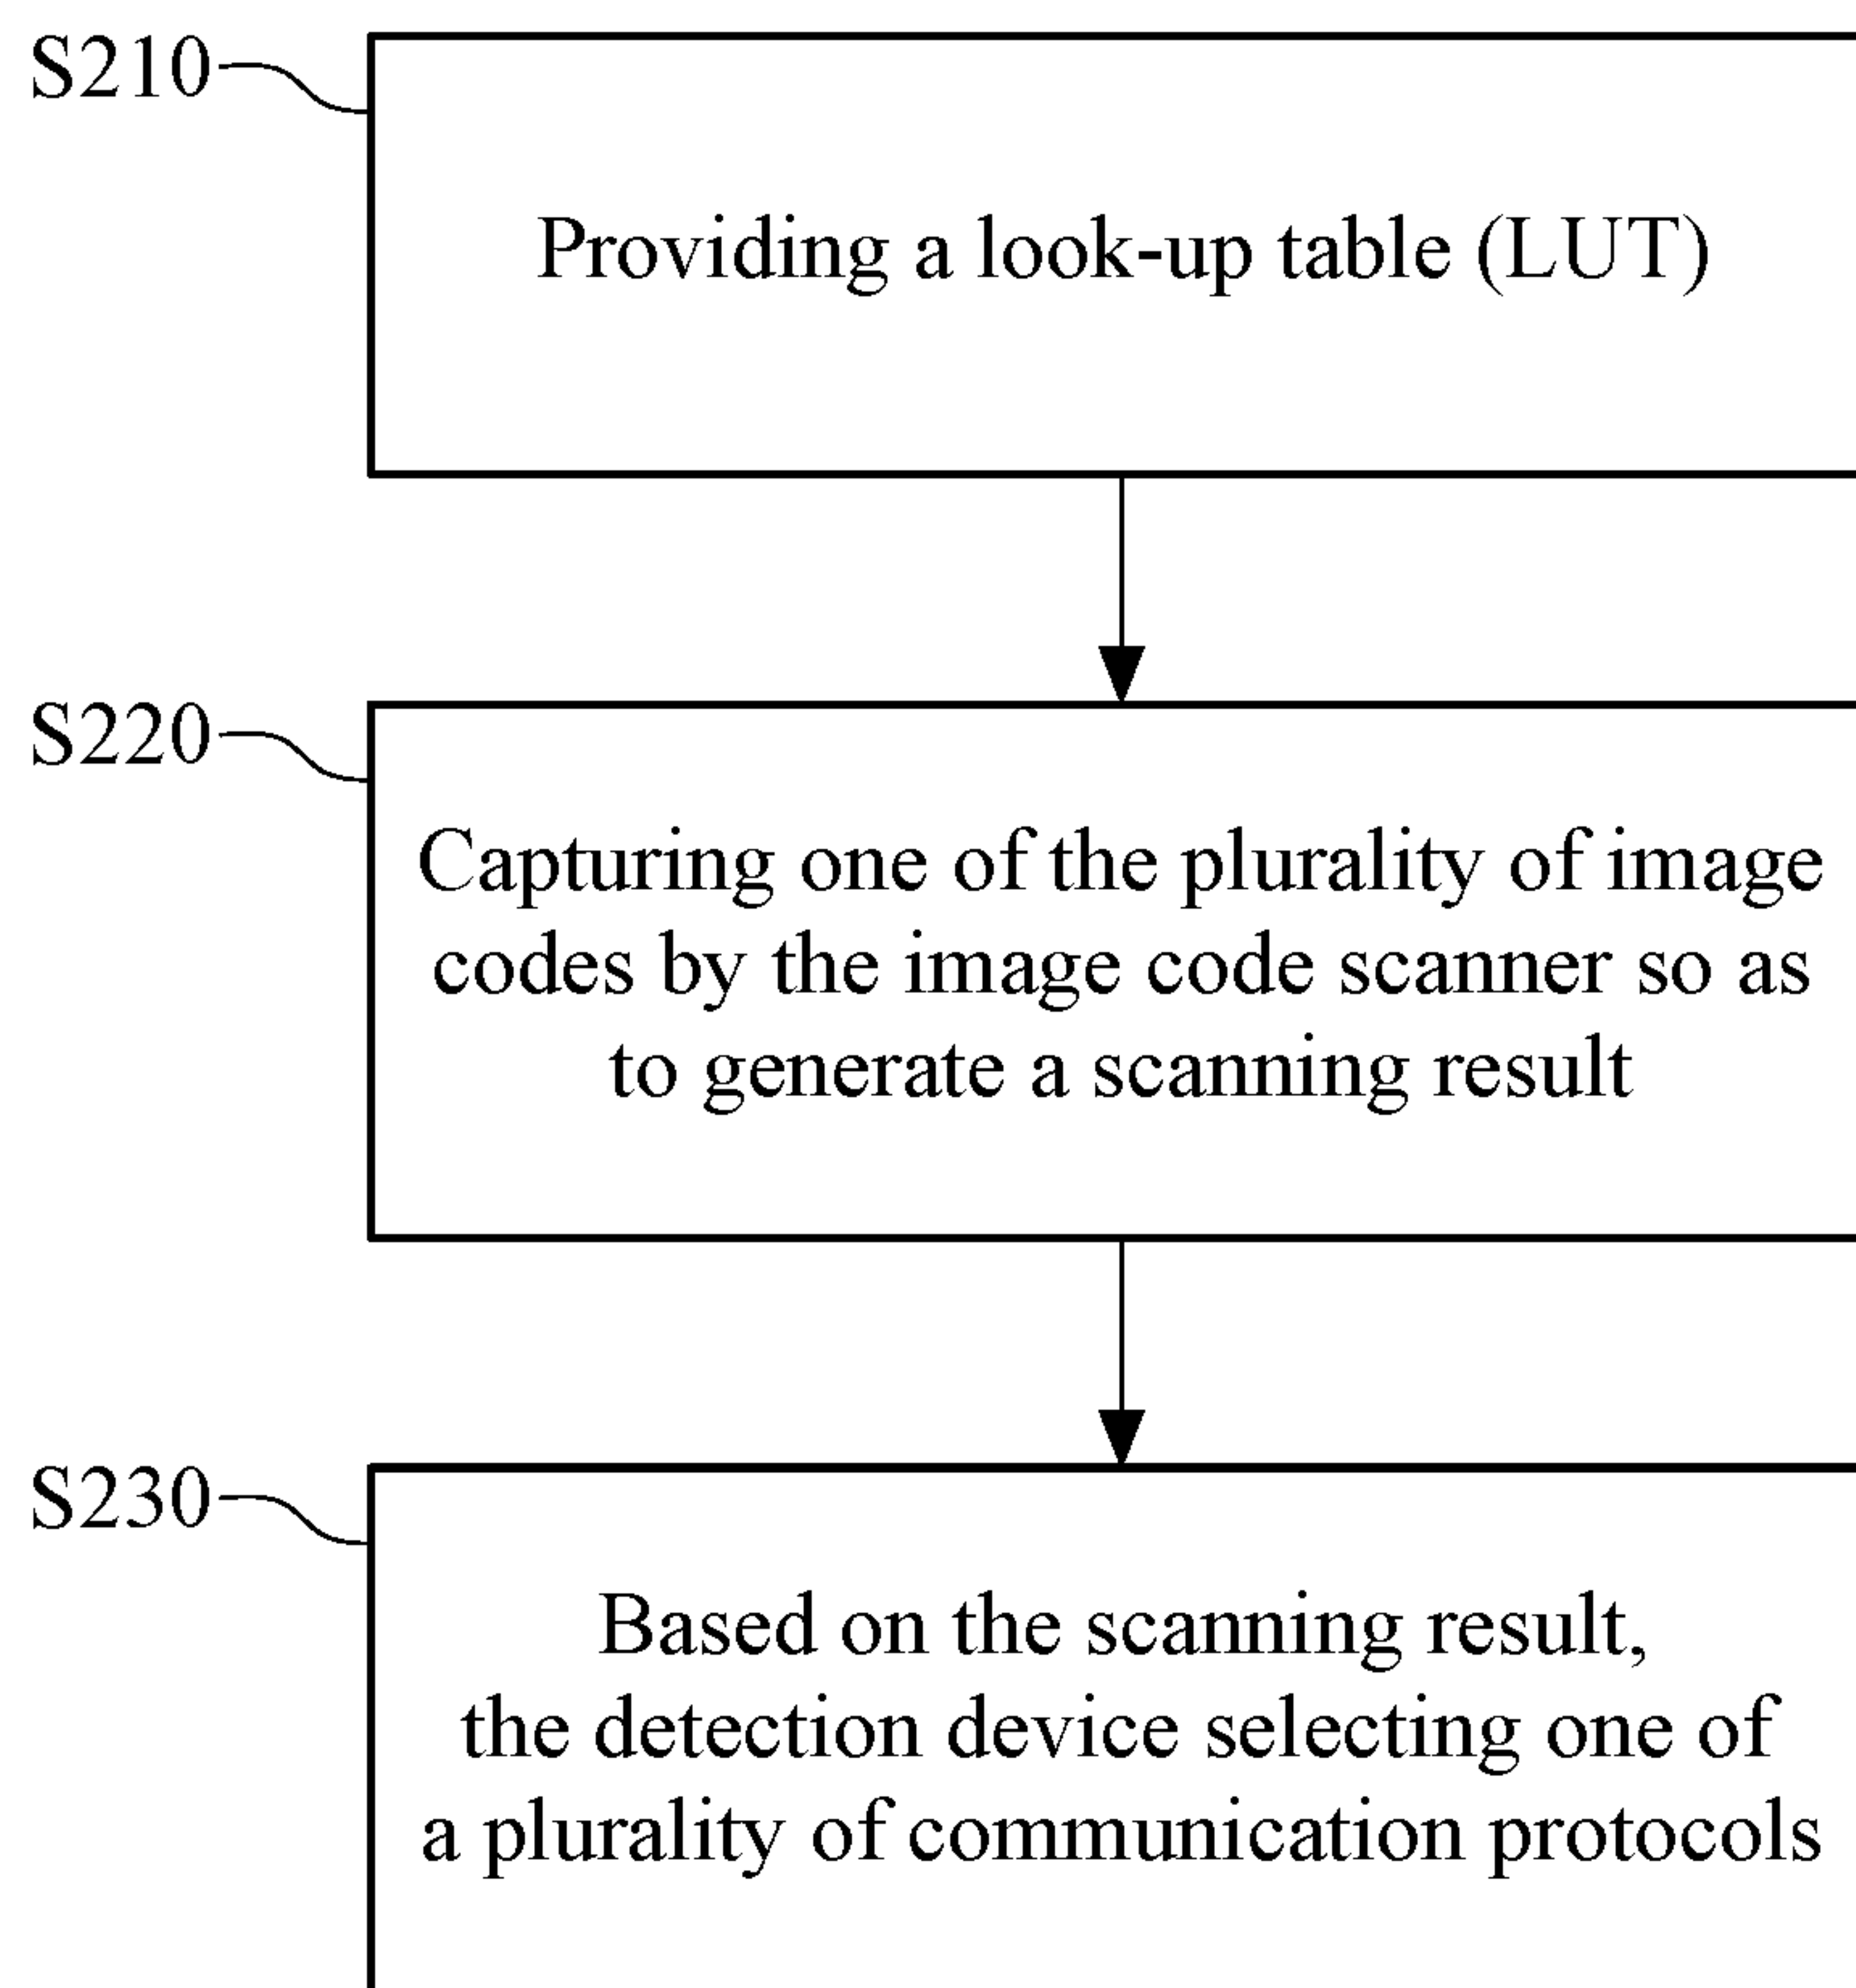 S210
Providing a look-up table (LUT)
S220
Capturing one of the plurality of image
codes by the image code scanner so as
to generate a scanning result
S230
Based on the scanning result,
the detection device selecting one of
a plurality of communication protocols